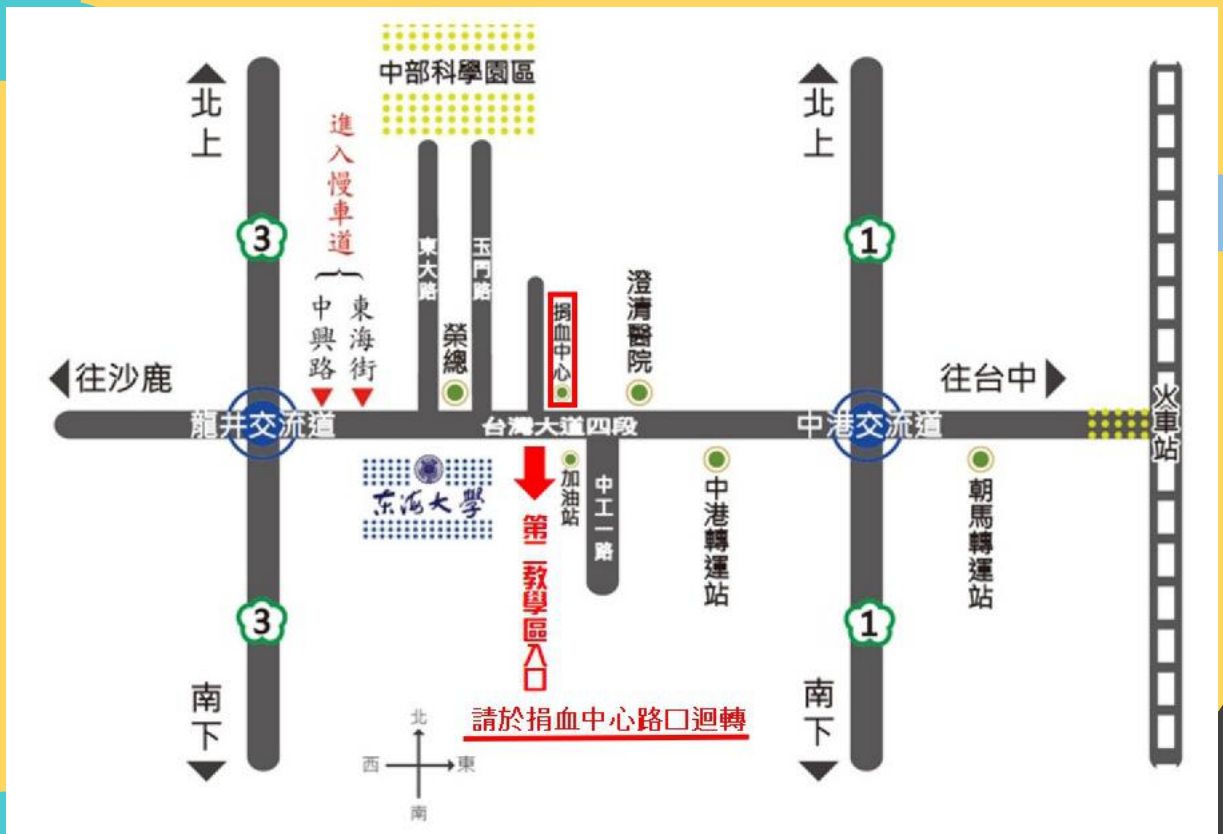 中部科學園區
北上
北上
進入慢車道
3
1
東大路
玉門路
捐血中心
澄清醫院
中興路
東海街
榮總
往沙鹿
往台中
火車站
龍井交流道
台灣大道四段
中港交流道
东海大學
加油站
中工一路
中港轉運站
朝馬轉運站
第二教學區入口
3
1
南下
南下
請於捐血中心路口迴轉
北
西
東
南